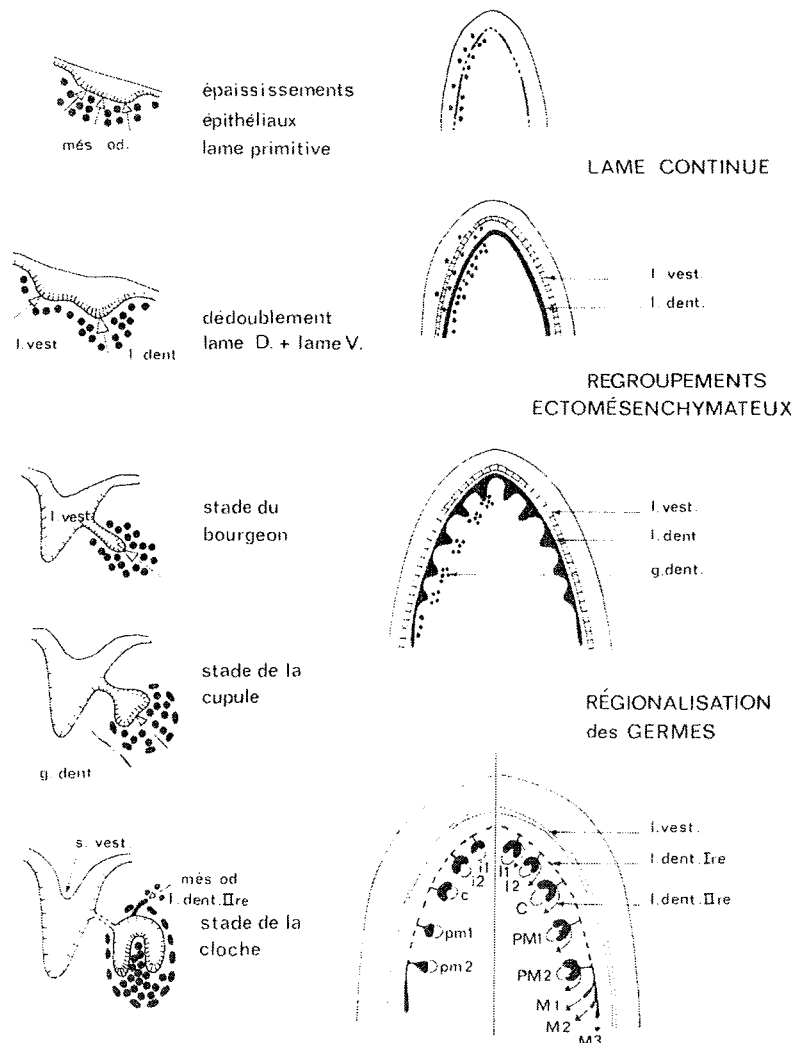 épaississements
épithéliaux
lame primitive
més od.
LAME CONTINUE
l. vest.
l. dent.
dédoublement
lame D. + lame V.
l.vest
l. dent
REGROUPEMENTS
ECTOMÉSENCHYMATEUX
stade du
bourgeon
l.vest
l.vest.
l.dent
g.dent.
stade de la
cupule
g. dent
RÉGIONALISATION
des GERMES
s. vest.
més od
l.dent.IIre
stade de la
cloche
l.vest.
l.dent.Ire
l.dent.IIre
i1
i2
c
pm1
pm2
I1
I2
C
PM1
PM2
M1
M2
M3